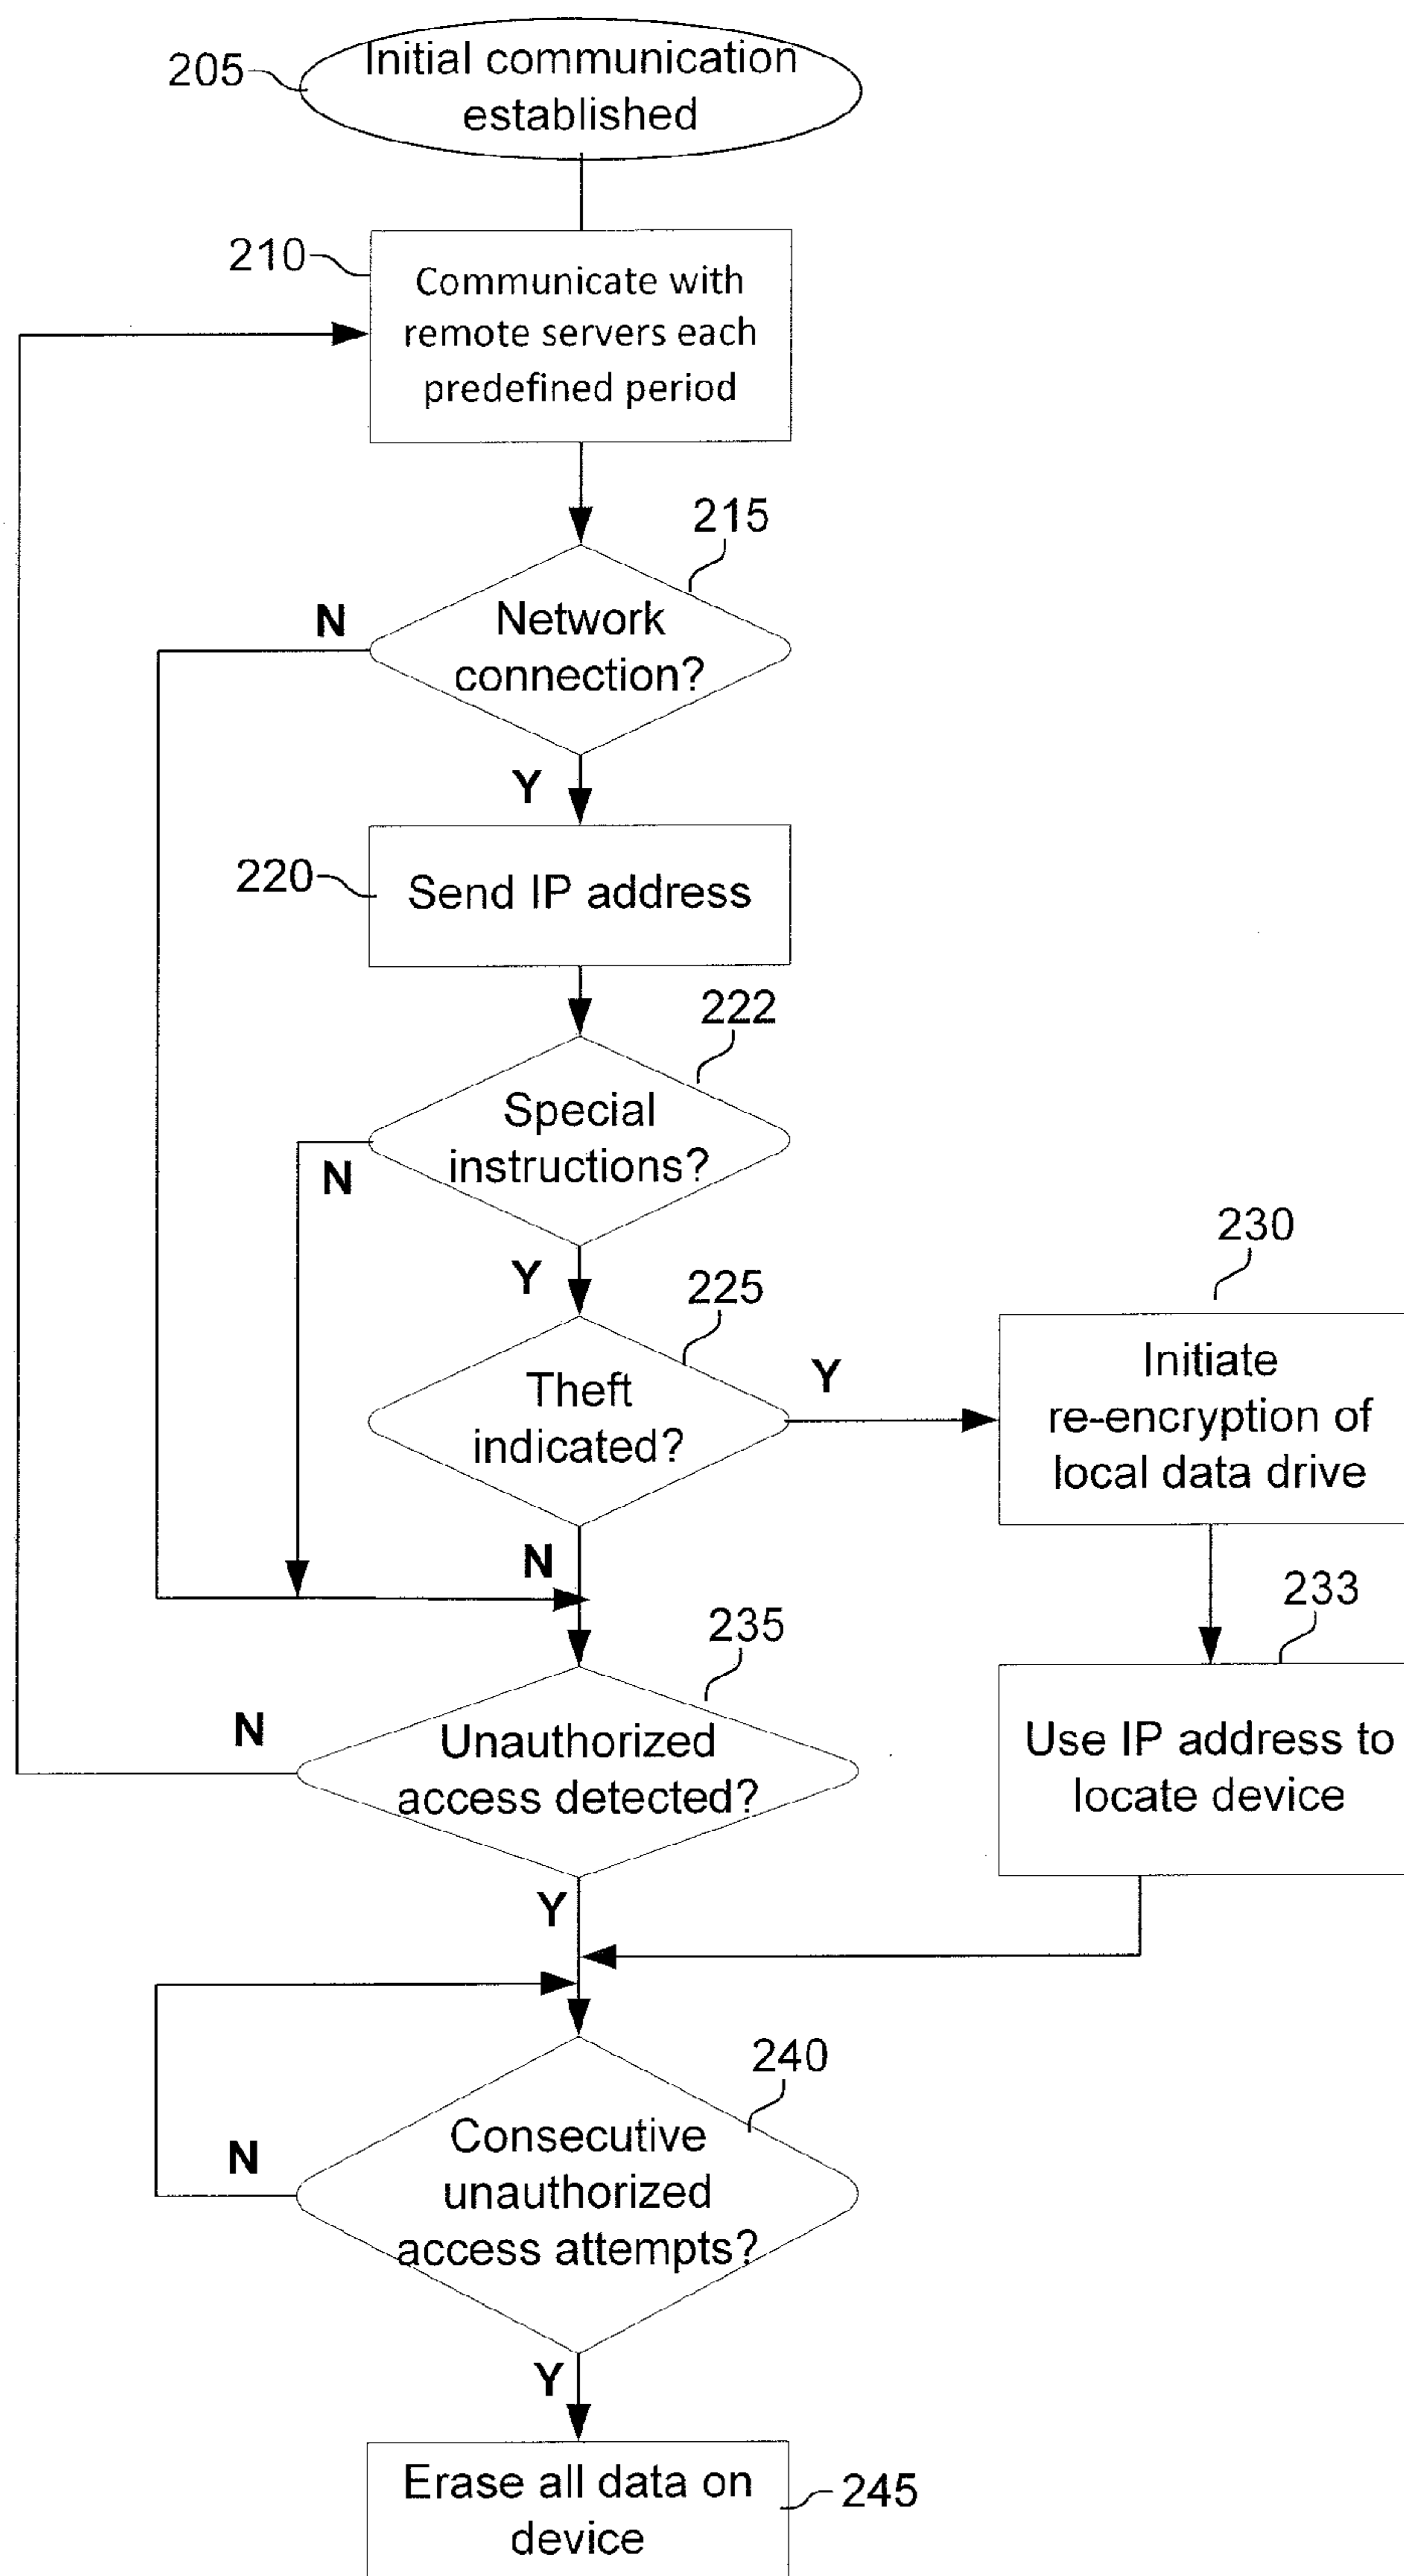 205
Initial communication
established
210
Communicate with
remote servers each
predefined period
215
N
Network
connection?
Y
220
Send IP address
222
Special
instructions?
N
Y
225
230
Theft
indicated?
Y
Initiate
re-encryption of
local data drive
N
233
235
N
Unauthorized
access detected?
Use IP address to
locate device
Y
240
N
Consecutive
unauthorized
access attempts?
Y
Erase all data on
device
245